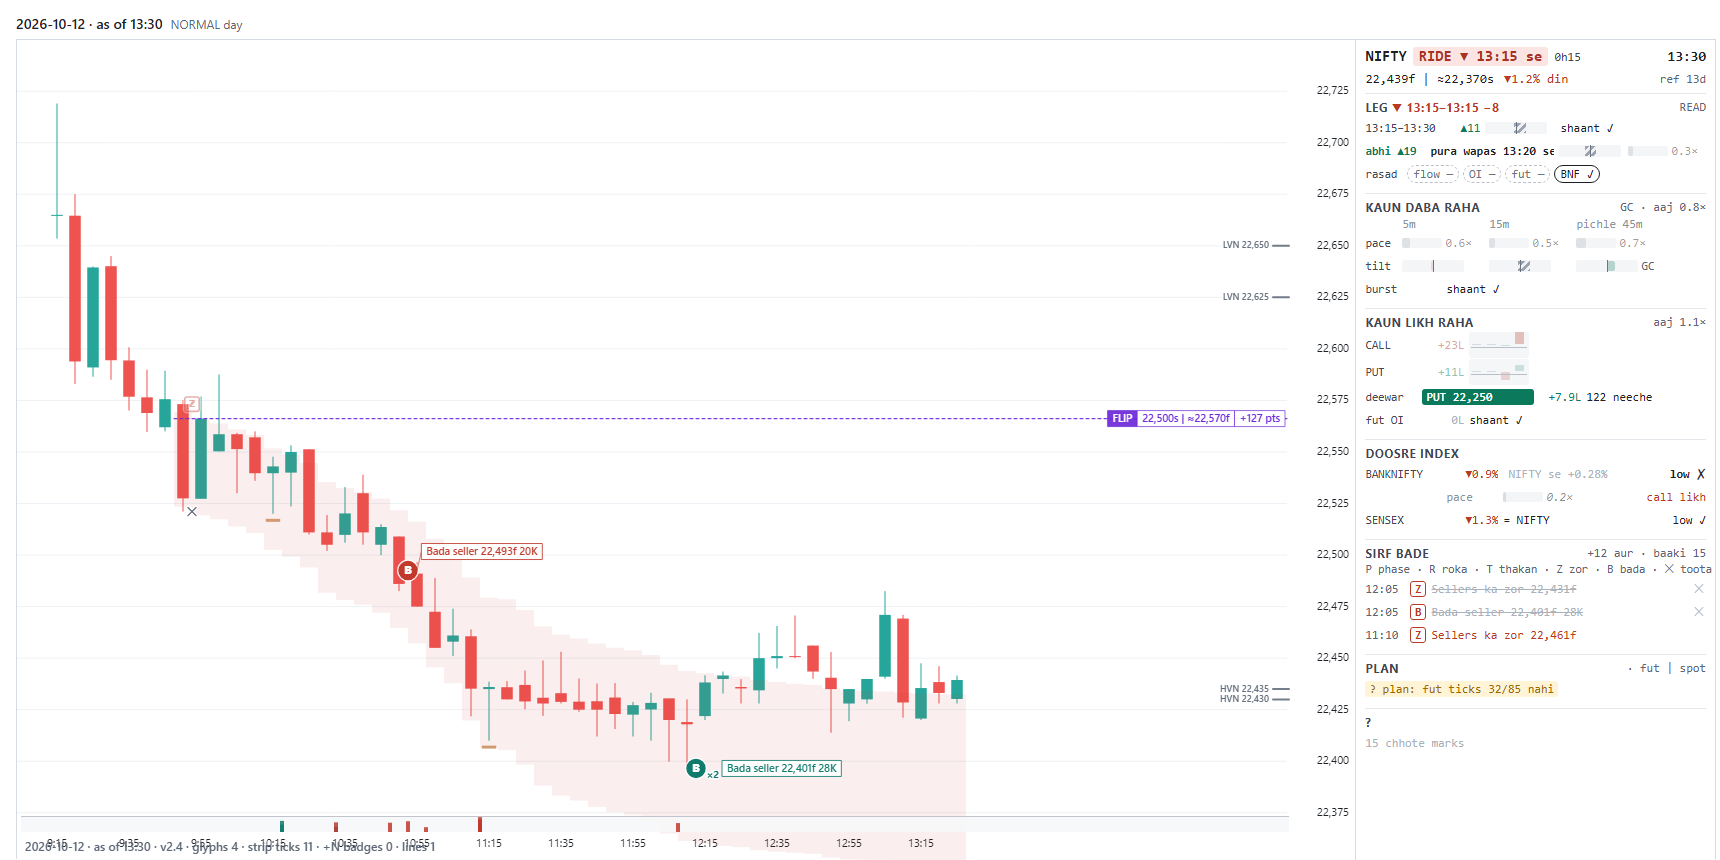 2026-10-12 · as of 13:30 NORMAL day
22,725
22,700
22,675
22,650
22,625
22,600
22,575
22,550
22,525
22,500
22,475
22,450
22,425
22,400
22,375
LVN 22,650
LVN 22,625
Z
FLIP 22,500s | ≈22,570f +127 pts
B Bada seller 22,493f 20K
HVN 22,435
HVN 22,430
B ×2 Bada seller 22,401f 28K
9:15 9:35 9:55 10:15 10:35 10:55 11:15 11:35 11:55 12:15 12:35 12:55 13:15
2026-10-12 · as of 13:30 · v2.4 · glyphs 4 · strip ticks 11 · +N badges 0 · lines 1
NIFTY RIDE ▼ 13:15 se 0h15 13:30
22,439f | ≈22,370s ▼1.2% din ref 13d
LEG ▼ 13:15–13:15 −8 READ
13:15–13:30 ▲11 shaant ✓
abhi ▲19 pura wapas 13:20 se 0.3×
rasad flow — OI — fut — BNF ✓
KAUN DABA RAHA GC · aaj 0.8×
5m 15m pichle 45m
pace 0.6× 0.5× 0.7×
tilt GC
burst shaant ✓
KAUN LIKH RAHA aaj 1.1×
CALL +23L
PUT +11L
deewar PUT 22,250 +7.9L 122 neeche
fut OI 0L shaant ✓
DOOSRE INDEX
BANKNIFTY ▼0.9% NIFTY se +0.28% low ✗
pace 0.2× call likh
SENSEX ▼1.3% = NIFTY low ✓
SIRF BADE +12 aur · baaki 15
P phase · R roka · T thakan · Z zor · B bada · × toota
12:05 Z Sellers ka zor 22,431f ×
12:05 B Bada seller 22,401f 28K ×
11:10 Z Sellers ka zor 22,461f
PLAN · fut | spot
? plan: fut ticks 32/85 nahi
?
15 chhote marks